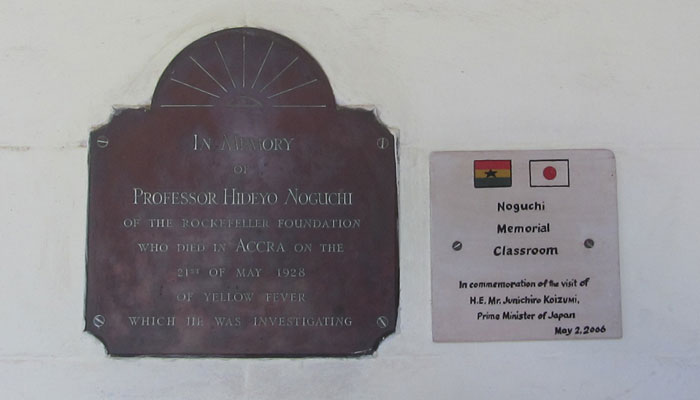 IN MEMORY
OF
PROFESSOR HIDEYO NOGUCHI
OF THE ROCKEFELLER FOUNDATION
WHO DIED IN ACCRA ON THE
21ST OF MAY 1928
OF YELLOW FEVER
WHICH HE WAS INVESTIGATING
Noguchi
Memorial
Classroom
In commemoration of the visit of
H.E. Mr. Junichiro Koizumi,
Prime Minister of Japan
May 2, 2006